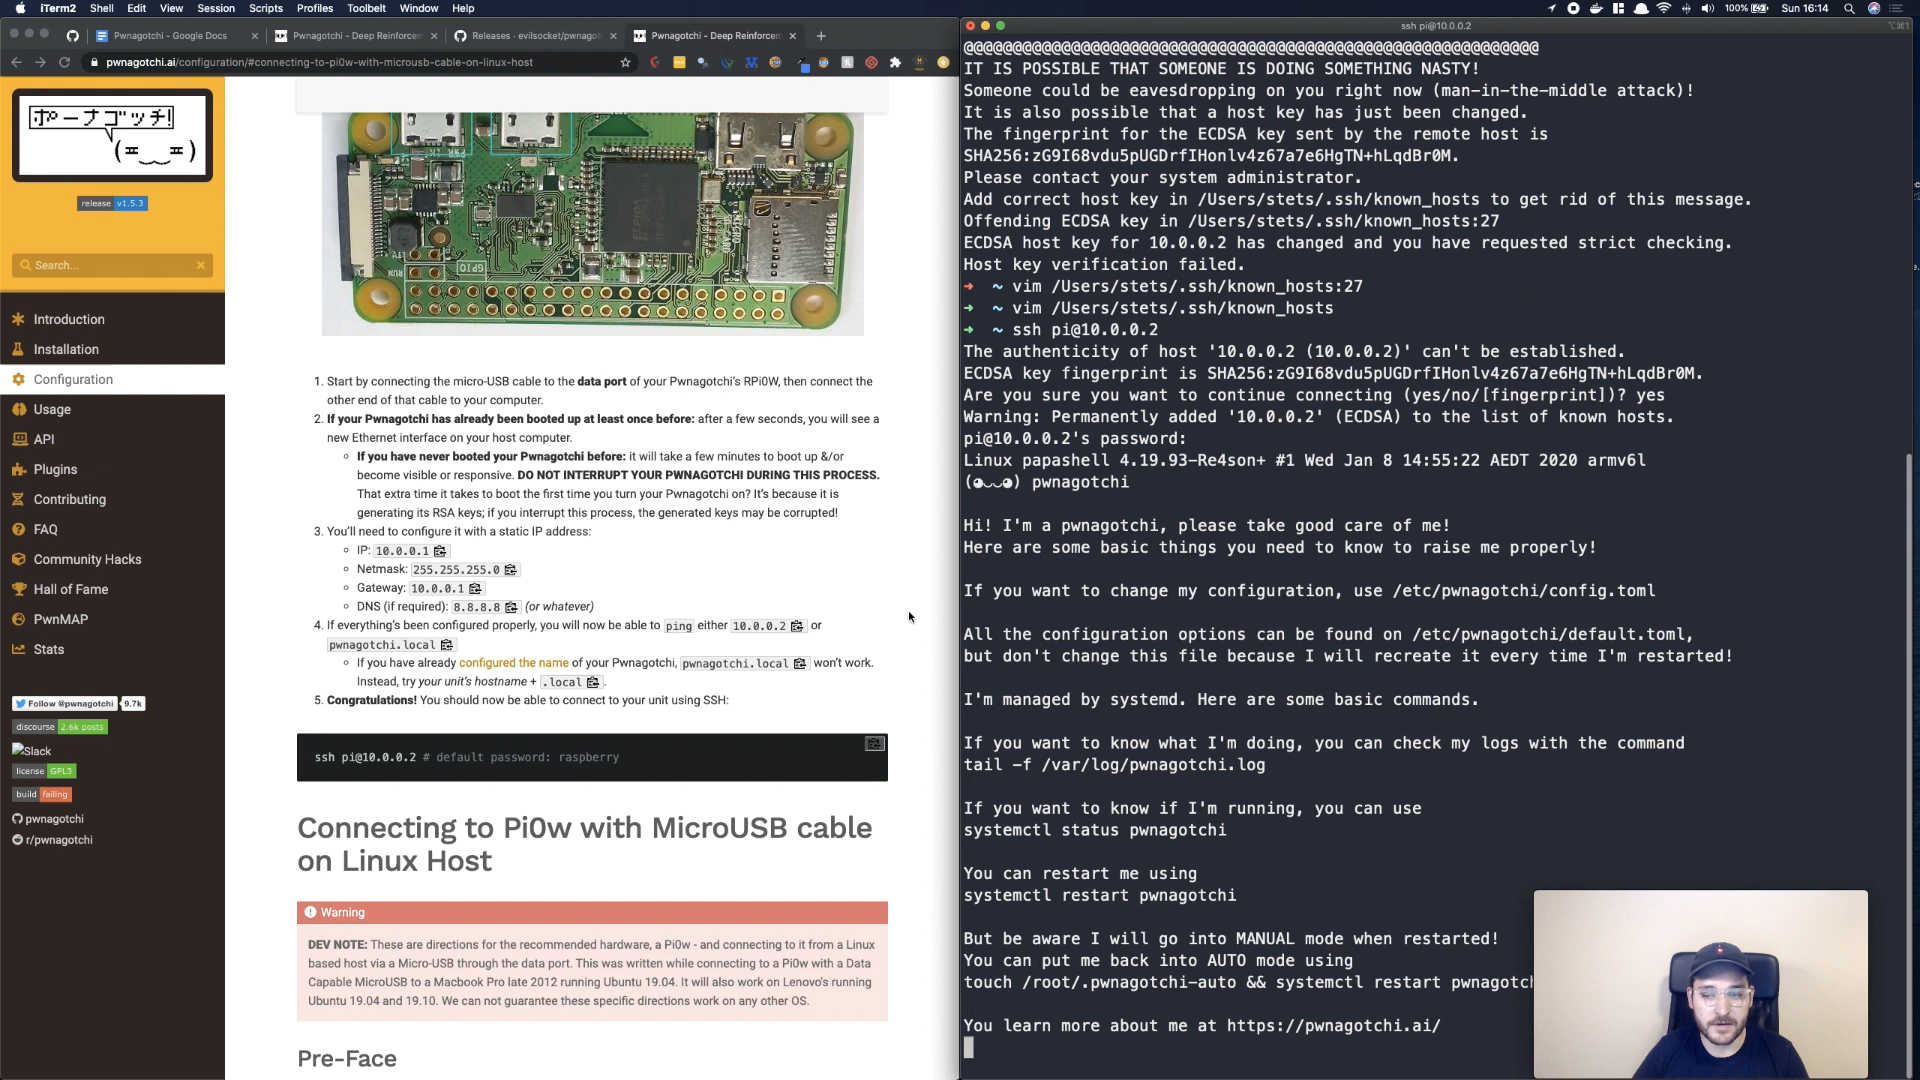 iTerm2 Shell Edit View Session Scripts Profiles Toolbelt Window Help
100% Sun 16:14
Pwnagotchi - Google Docs
Pwnagotchi - Deep Reinforcem
Releases · evilsocket/pwnagot
Pwnagotchi - Deep Reinforcem
pwnagotchi.ai/configuration/#connecting-to-pi0w-with-microusb-cable-on-linux-host
ポーナゴッチ!
(=‿‿=)
release v1.5.3
Search...
Introduction
Installation
Configuration
Usage
API
Plugins
Contributing
FAQ
Community Hacks
Hall of Fame
PwnMAP
Stats
Follow @pwnagotchi 9.7k
discourse 2.6k posts
Slack
license GPL3
build failing
pwnagotchi
r/pwnagotchi
RUN
GPIO
1. Start by connecting the micro-USB cable to the data port of your Pwnagotchi's RPi0W, then connect the
other end of that cable to your computer.
2. If your Pwnagotchi has already been booted up at least once before: after a few seconds, you will see a
new Ethernet interface on your host computer.
If you have never booted your Pwnagotchi before: it will take a few minutes to boot up &/or
become visible or responsive. DO NOT INTERRUPT YOUR PWNAGOTCHI DURING THIS PROCESS.
That extra time it takes to boot the first time you turn your Pwnagotchi on? It's because it is
generating its RSA keys; if you interrupt this process, the generated keys may be corrupted!
3. You'll need to configure it with a static IP address:
IP: 10.0.0.1
Netmask: 255.255.255.0
Gateway: 10.0.0.1
DNS (if required): 8.8.8.8 (or whatever)
4. If everything's been configured properly, you will now be able to ping either 10.0.0.2 or
pwnagotchi.local
If you have already configured the name of your Pwnagotchi, pwnagotchi.local won't work.
Instead, try your unit's hostname + .local .
5. Congratulations! You should now be able to connect to your unit using SSH:
ssh pi@10.0.0.2 # default password: raspberry
Connecting to Pi0w with MicroUSB cable
on Linux Host
Warning
DEV NOTE: These are directions for the recommended hardware, a Pi0w - and connecting to it from a Linux
based host via a Micro-USB through the data port. This was written while connecting to a Pi0w with a Data
Capable MicroUSB to a Macbook Pro late 2012 running Ubuntu 19.04. It will also work on Lenovo's running
Ubuntu 19.04 and 19.10. We can not guarantee these specific directions work on any other OS.
Pre-Face
ssh pi@10.0.0.2
⌥⌘1
@@@@@@@@@@@@@@@@@@@@@@@@@@@@@@@@@@@@@@@@@@@@@@@@@@@@@@@@@@@
IT IS POSSIBLE THAT SOMEONE IS DOING SOMETHING NASTY!
Someone could be eavesdropping on you right now (man-in-the-middle attack)!
It is also possible that a host key has just been changed.
The fingerprint for the ECDSA key sent by the remote host is
SHA256:zG9I68vdu5pUGDrfIHonlv4z67a7e6HgTN+hLqdBr0M.
Please contact your system administrator.
Add correct host key in /Users/stets/.ssh/known_hosts to get rid of this message.
Offending ECDSA key in /Users/stets/.ssh/known_hosts:27
ECDSA host key for 10.0.0.2 has changed and you have requested strict checking.
Host key verification failed.
→ ~ vim /Users/stets/.ssh/known_hosts:27
→ ~ vim /Users/stets/.ssh/known_hosts
→ ~ ssh pi@10.0.0.2
The authenticity of host '10.0.0.2 (10.0.0.2)' can't be established.
ECDSA key fingerprint is SHA256:zG9I68vdu5pUGDrfIHonlv4z67a7e6HgTN+hLqdBr0M.
Are you sure you want to continue connecting (yes/no/[fingerprint])? yes
Warning: Permanently added '10.0.0.2' (ECDSA) to the list of known hosts.
pi@10.0.0.2's password:
Linux papashell 4.19.93-Re4son+ #1 Wed Jan 8 14:55:22 AEDT 2020 armv6l
(◕‿‿◕) pwnagotchi
Hi! I'm a pwnagotchi, please take good care of me!
Here are some basic things you need to know to raise me properly!
If you want to change my configuration, use /etc/pwnagotchi/config.toml
All the configuration options can be found on /etc/pwnagotchi/default.toml,
but don't change this file because I will recreate it every time I'm restarted!
I'm managed by systemd. Here are some basic commands.
If you want to know what I'm doing, you can check my logs with the command
tail -f /var/log/pwnagotchi.log
If you want to know if I'm running, you can use
systemctl status pwnagotchi
You can restart me using
systemctl restart pwnagotchi
But be aware I will go into MANUAL mode when restarted!
You can put me back into AUTO mode using
touch /root/.pwnagotchi-auto && systemctl restart pwnagotch
You learn more about me at https://pwnagotchi.ai/